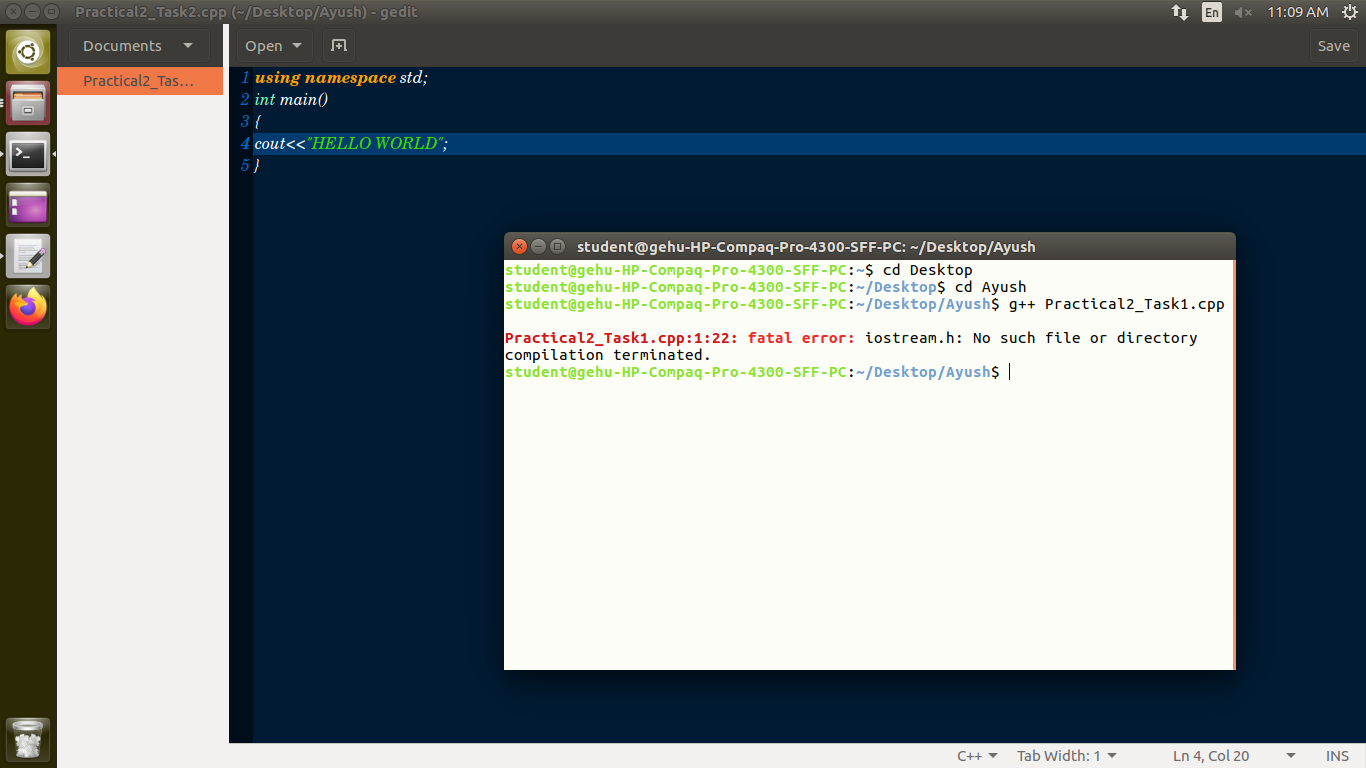 Practical2_Task2.cpp (~/Desktop/Ayush) - gedit
En
11:09 AM
Documents
Open
Save
Practical2_Tas...
1 using namespace std;
2 int main()
3 {
4 cout<<"HELLO WORLD";
5 }
student@gehu-HP-Compaq-Pro-4300-SFF-PC: ~/Desktop/Ayush
student@gehu-HP-Compaq-Pro-4300-SFF-PC:~$ cd Desktop
student@gehu-HP-Compaq-Pro-4300-SFF-PC:~/Desktop$ cd Ayush
student@gehu-HP-Compaq-Pro-4300-SFF-PC:~/Desktop/Ayush$ g++ Practical2_Task1.cpp
Practical2_Task1.cpp:1:22: fatal error: iostream.h: No such file or directory
compilation terminated.
student@gehu-HP-Compaq-Pro-4300-SFF-PC:~/Desktop/Ayush$
C++
Tab Width: 1
Ln 4, Col 20
INS